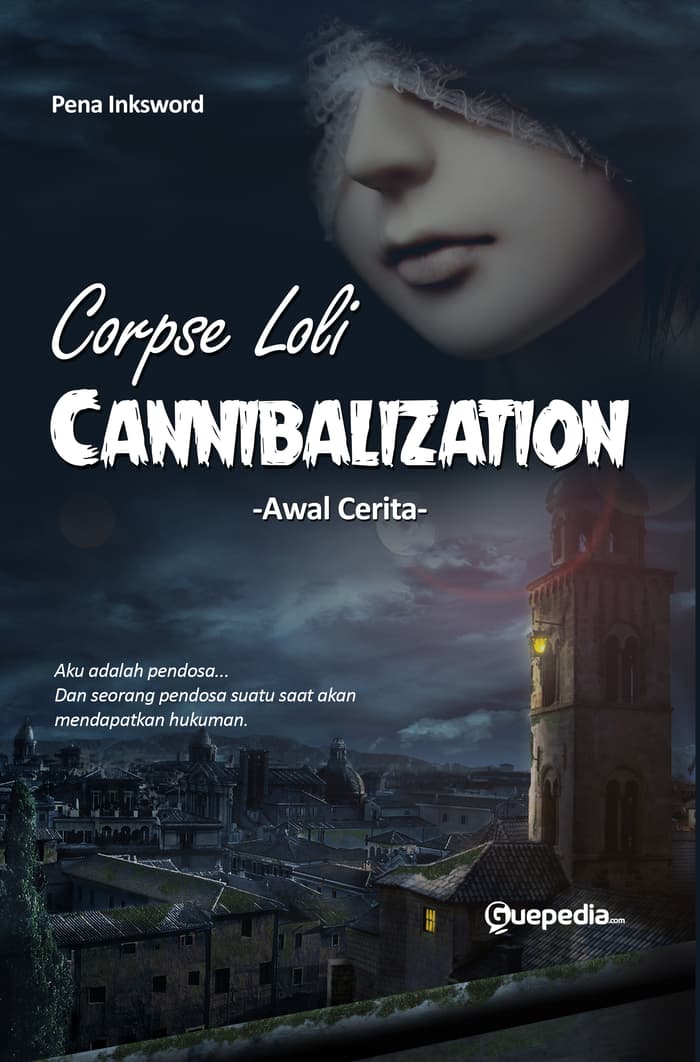 Pena Inksword
Corpse Loli
CANNIBALIZATION
-Awal Cerita-
Aku adalah pendosa...
Dan seorang pendosa suatu saat akan
mendapatkan hukuman.
Guepedia.com